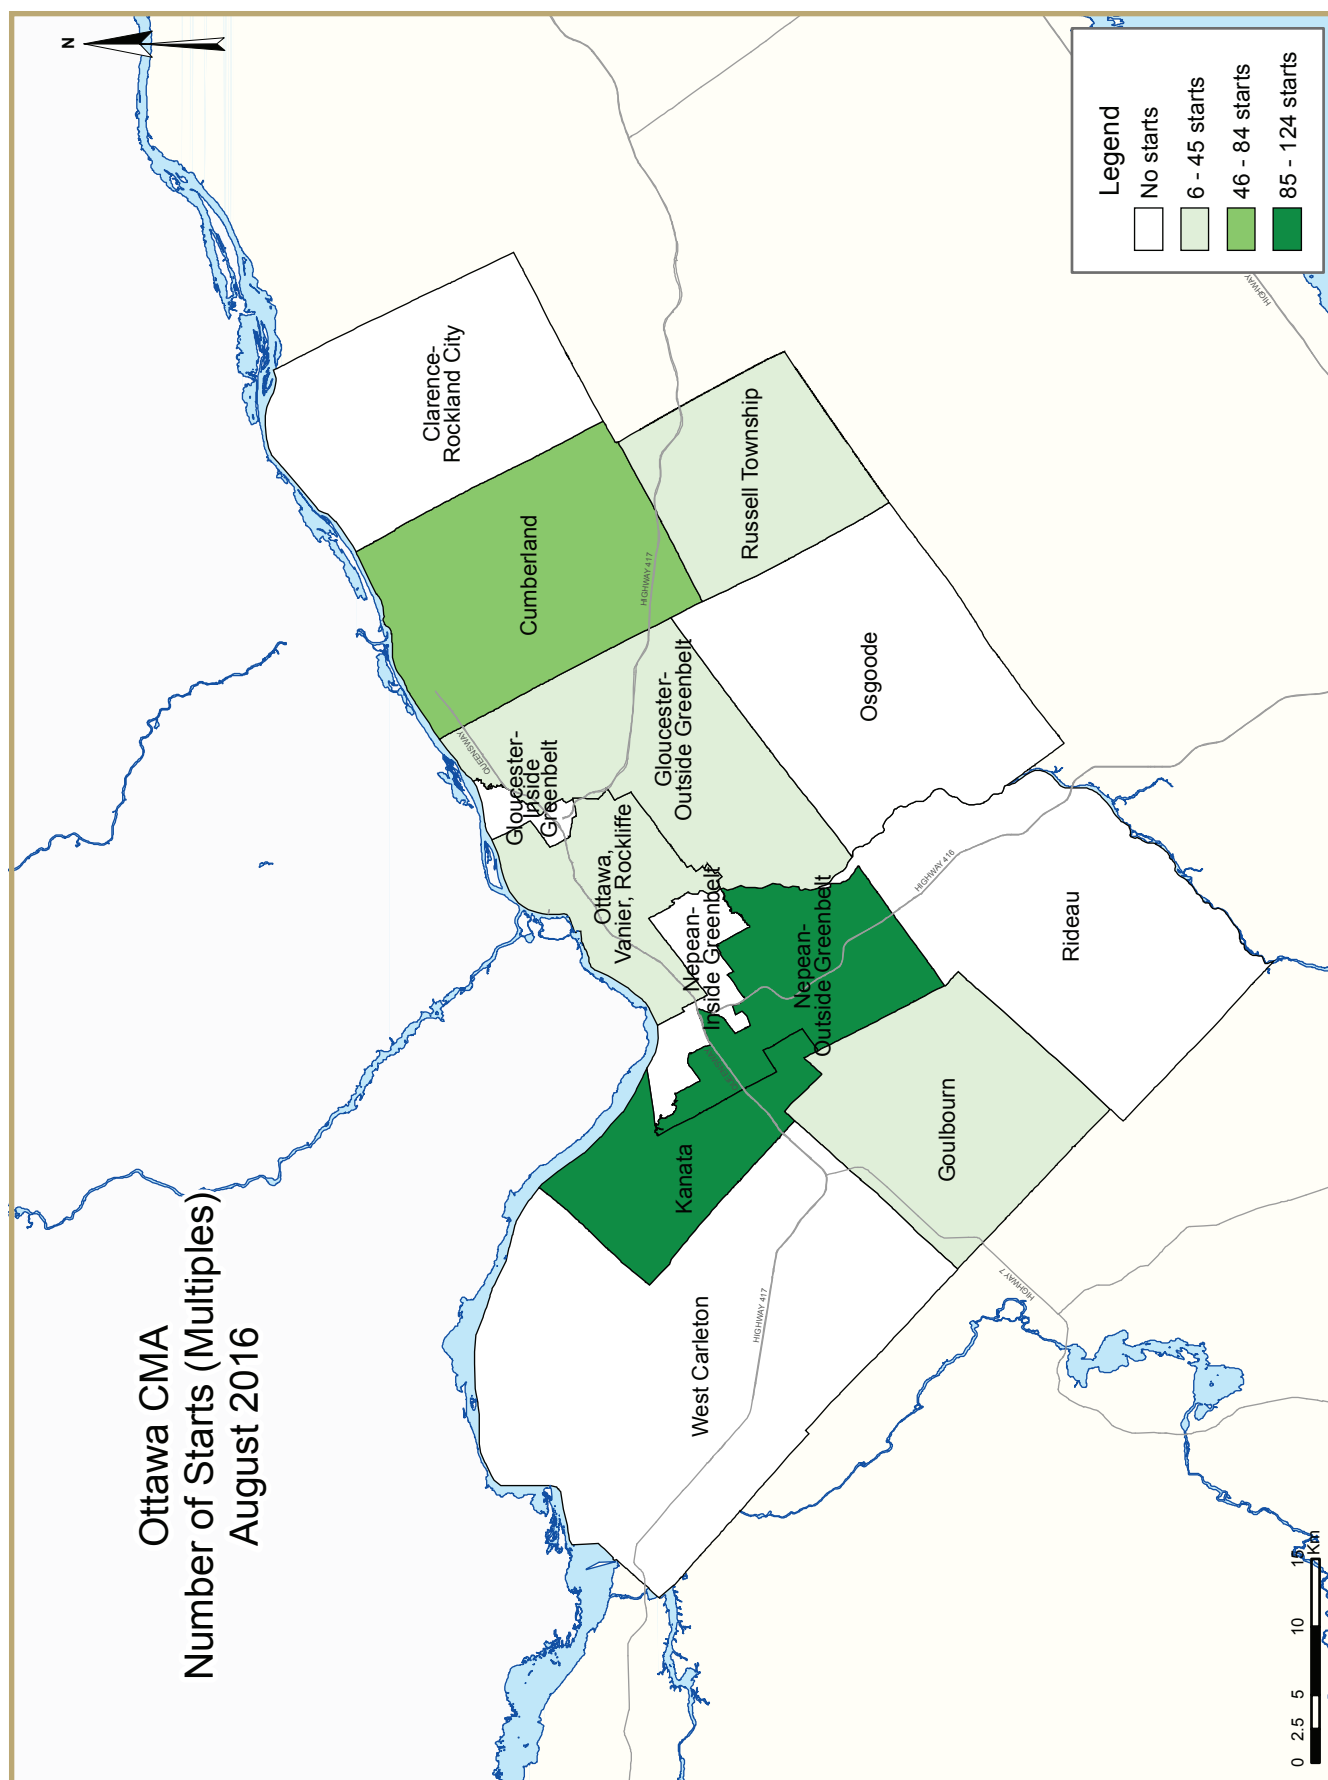 Ottawa CMA
Number of Starts (Multiples)
August 2016
N
Clarence-
Rockland City
Cumberland
Russell Township
HIGHWAY 417
QUEENSWAY
Gloucester-
Inside
Greenbelt
Gloucester-
Outside Greenbelt
Osgoode
Ottawa,
Vanier, Rockliffe
Nepean-
Inside Greenbelt
Nepean-
Outside Greenbelt
HIGHWAY 416
Rideau
Kanata
Goulbourn
West Carleton
HIGHWAY 417
HIGHWAY 7
HIGHWAY
Legend
No starts
6 - 45 starts
46 - 84 starts
85 - 124 starts
0 2.5 5 10 15
Km